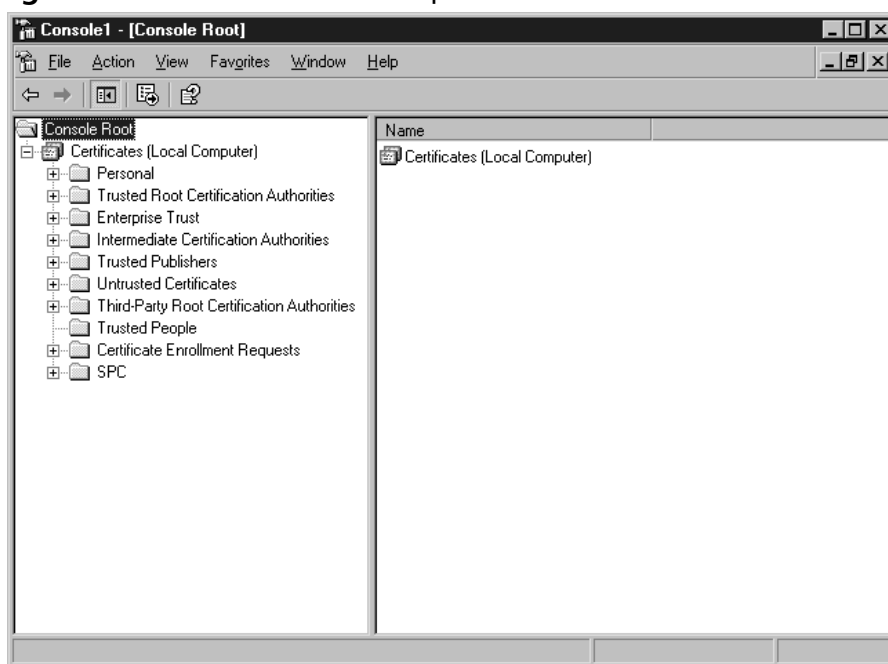 Console1 - [Console Root]
File Action View Favorites Window Help
Console Root
Certificates (Local Computer)
Personal
Trusted Root Certification Authorities
Enterprise Trust
Intermediate Certification Authorities
Trusted Publishers
Untrusted Certificates
Third-Party Root Certification Authorities
Trusted People
Certificate Enrollment Requests
SPC
Name
Certificates (Local Computer)